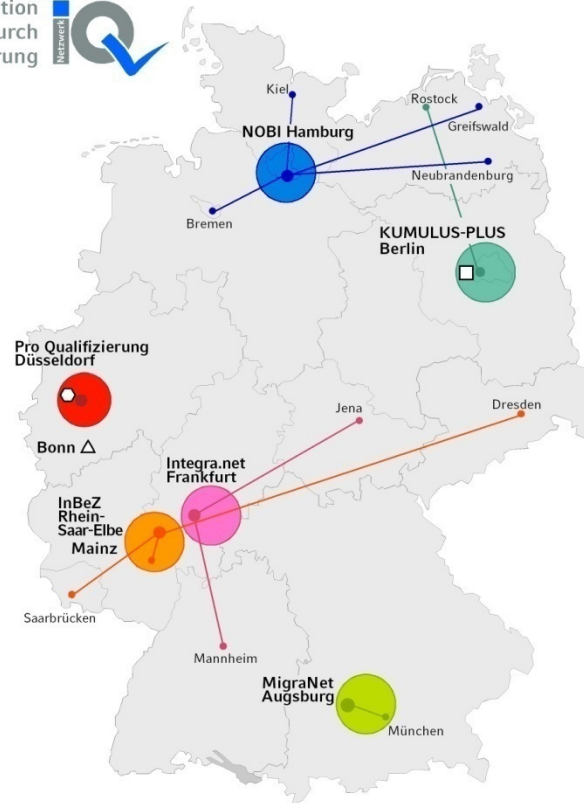 tion
urch
rung
Netzwerk
iQ
Kiel
Rostock
NOBI Hamburg
Greifswald
Neubrandenburg
Bremen
KUMULUS-PLUS
Berlin
Pro Qualifizierung
Düsseldorf
Jena
Dresden
Bonn
Integra.net
Frankfurt
InBeZ
Rhein-
Saar-Elbe
Mainz
Saarbrücken
Mannheim
MigraNet
Augsburg
München